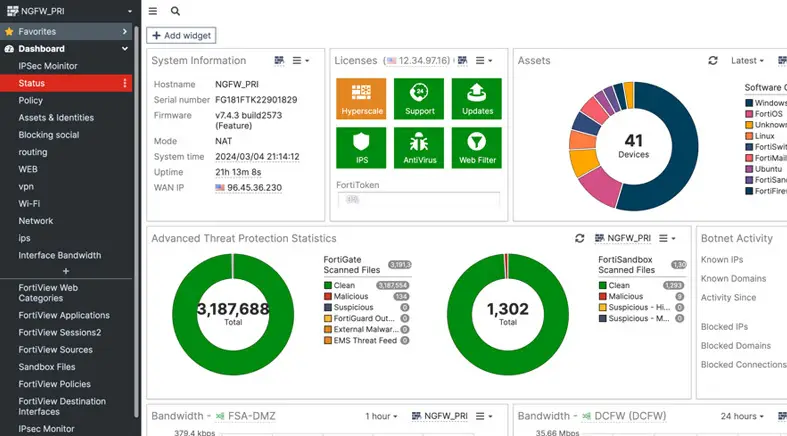 NGFW_PRI
Favorites
Dashboard
IPSec Monitor
Status
Policy
Assets & Identities
Blocking social
routing
WEB
vpn
Wi-Fi
Network
ips
Interface Bandwidth
+
FortiView Web
Categories
FortiView Applications
FortiView Sessions2
FortiView Sources
Sandbox Files
FortiView Policies
FortiView Destination
Interfaces
IPsec Monitor
+ Add widget
System Information
Hostname NGFW_PRI
Serial number FG181FTK22901829
Firmware v7.4.3 build2573
(Feature)
Mode NAT
System time 2024/03/04 21:14:12
Uptime 21h 13m 8s
WAN IP 96.45.36.230
Licenses ( 12.34.97.16)
Hyperscale
24
Support
Updates
IPS
AntiVirus
Web Filter
FortiToken
0/0
Assets
Latest
41
Devices
Software O
Windows
FortiOS
Unknown
Linux
FortiSwit
FortiMail
Ubuntu
FortiSan
FortiFire
Advanced Threat Protection Statistics
NGFW_PRI
3,187,688
Total
FortiGate
Scanned Files 3,191,3
Clean 3,187,554
Malicious 134
Suspicious 0
FortiGuard Out... 0
External Malwar... 0
EMS Threat Feed 0
1,302
Total
FortiSandbox
Scanned Files 1,30
Clean 1,293
Malicious 9
Suspicious - Hi... 0
Suspicious - M... 0
Botnet Activity
Known IPs
Known Domains
Activity Since
Blocked IPs
Blocked Domains
Blocked Connections
Bandwidth - FSA-DMZ
1 hour
NGFW_PRI
379.4 kbps
Bandwidth - DCFW (DCFW)
24 hours
35.66 Mbps